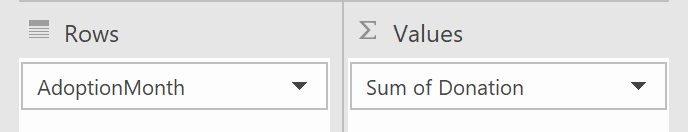 Rows
Σ Values
AdoptionMonth
Sum of Donation